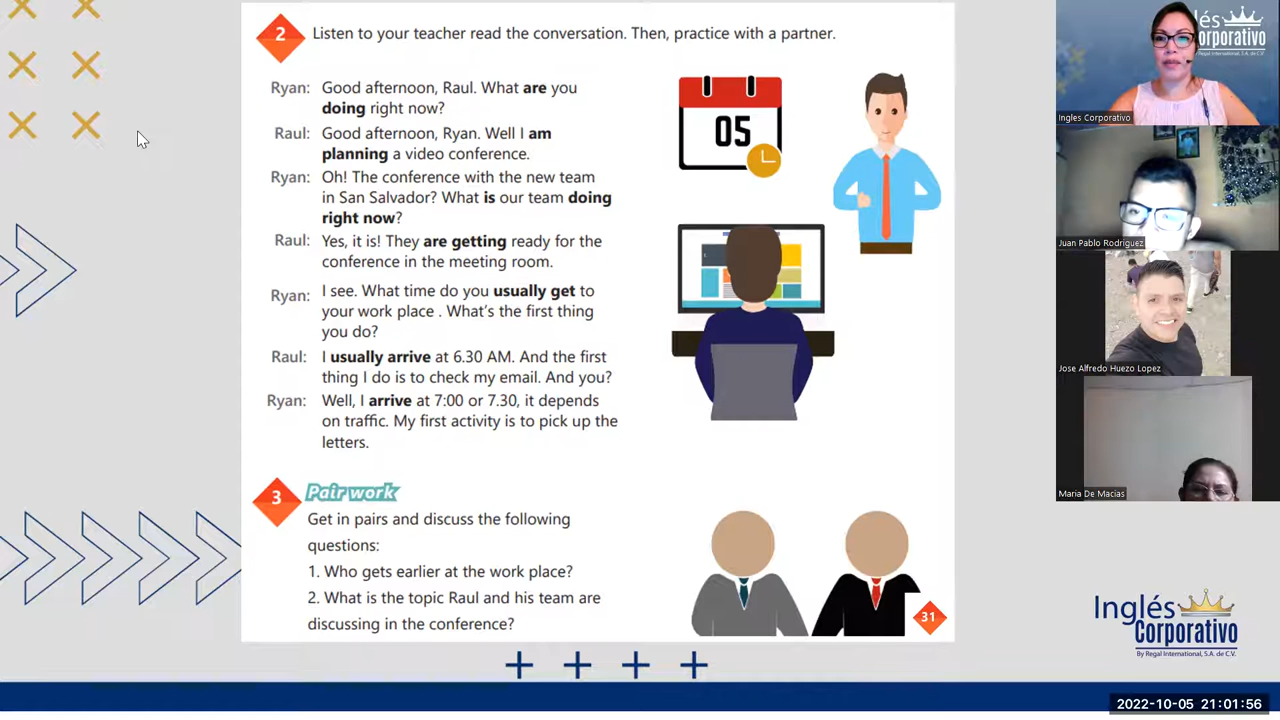 2 Listen to your teacher read the conversation. Then, practice with a partner.
Ryan: Good afternoon, Raul. What are you
doing right now?
Raul: Good afternoon, Ryan. Well I am
planning a video conference.
Ryan: Oh! The conference with the new team
in San Salvador? What is our team doing
right now?
Raul: Yes, it is! They are getting ready for the
conference in the meeting room.
Ryan: I see. What time do you usually get to
your work place . What's the first thing
you do?
Raul: I usually arrive at 6.30 AM. And the first
thing I do is to check my email. And you?
Ryan: Well, I arrive at 7:00 or 7.30, it depends
on traffic. My first activity is to pick up the
letters.
05
3 Pair work
Get in pairs and discuss the following
questions:
1. Who gets earlier at the work place?
2. What is the topic Raul and his team are
discussing in the conference?
31
lés
orporativo
by Regal International, S.A. de C.V.
Ingles Corporativo
Juan Pablo Rodriguez
Jose Alfredo Huezo Lopez
Maria De Macias
Inglés
Corporativo
By Regal International, S.A. de C.V.
2022-10-05 21:01:56